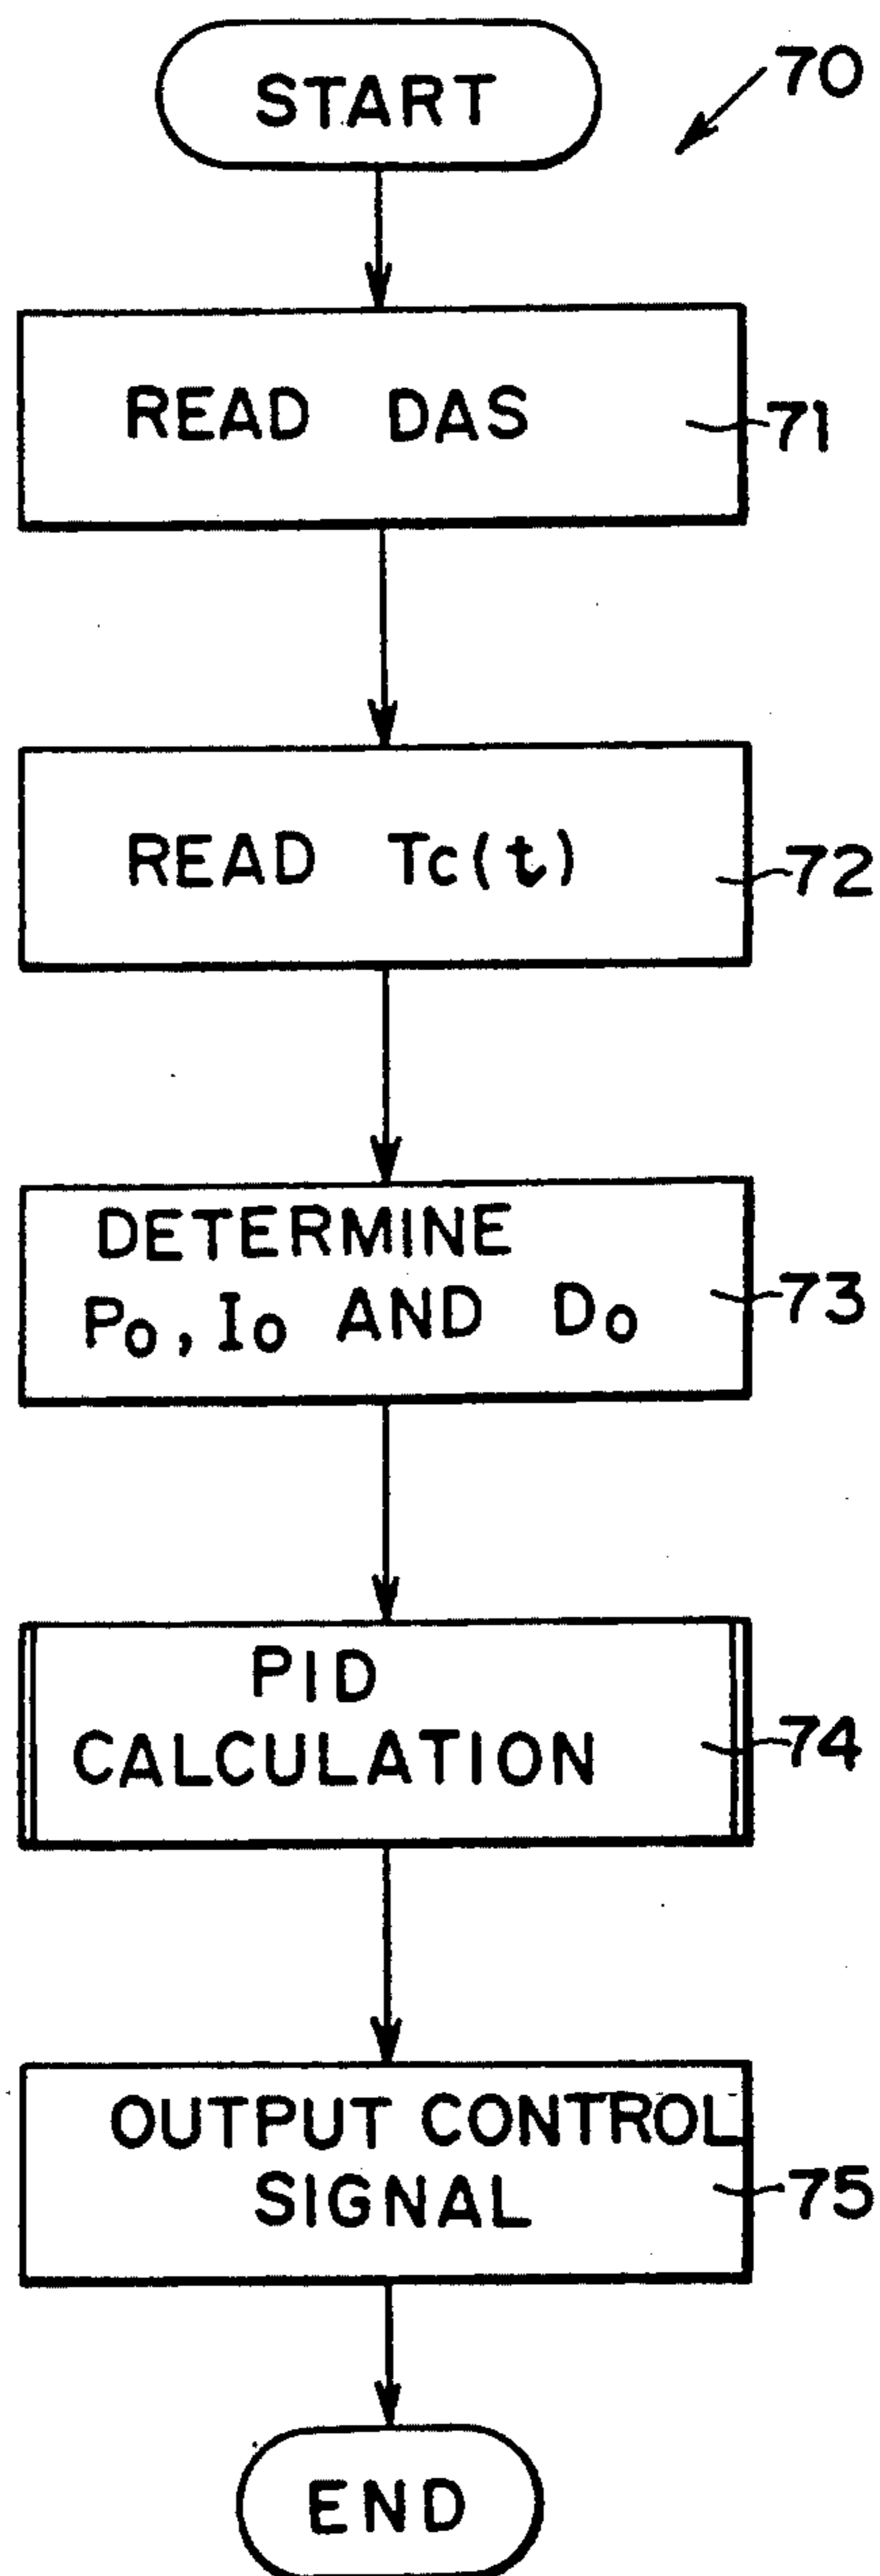 START
70
READ DAS
71
READ Tc(t)
72
DETERMINE
Po, Io AND Do
73
PID
CALCULATION
74
OUTPUT CONTROL
SIGNAL
75
END